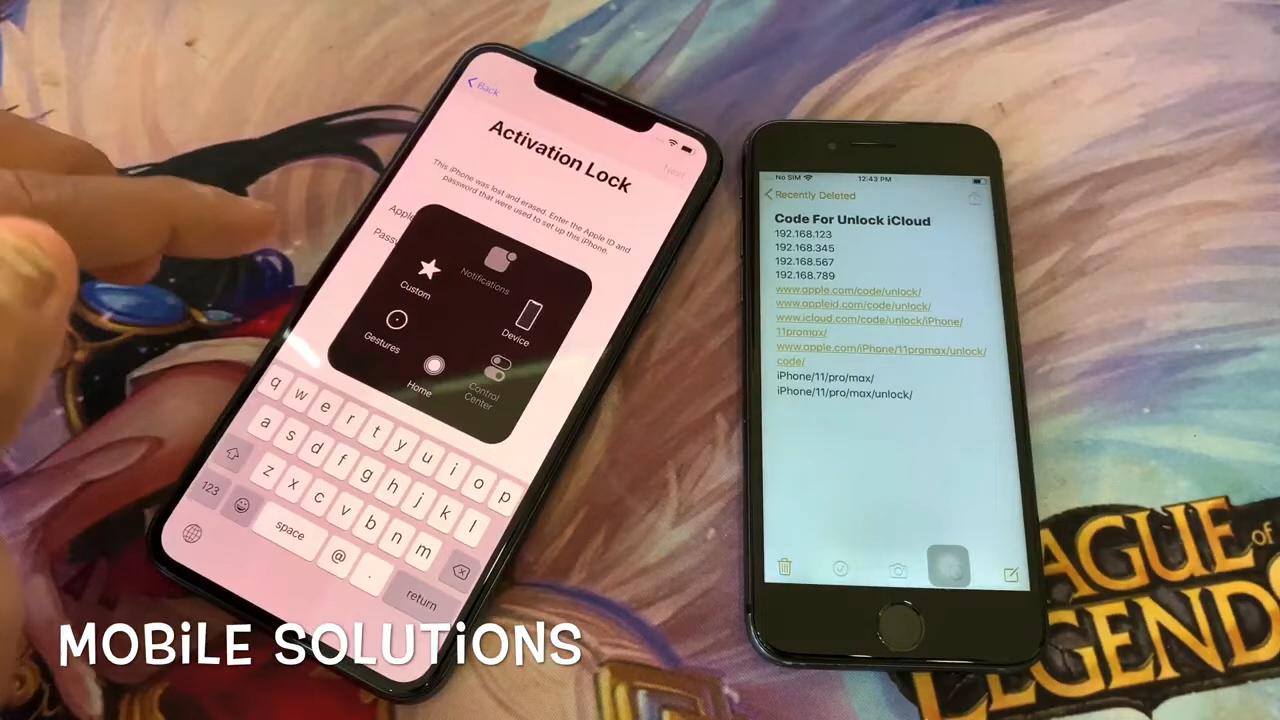 Back
Activation Lock
Next
This iPhone was lost and erased. Enter the Apple ID and
password that were used to set up this iPhone.
Notifications
Custom
Device
Gestures
Home
Control
Center
q w e r t y u i o p
a s d f g h j k l
z x c v b n m
123
space
@
.
return
No SIM
12:43 PM
Recently Deleted
Code For Unlock iCloud
192.168.123
192.168.345
192.168.567
192.168.789
www.apple.com/code/unlock/
www.appleid.com/code/unlock/
www.icloud.com/code/unlock/iPhone/
11promax/
www.apple.com/iPhone/11promax/unlock/
code/
iPhone/11/pro/max/
iPhone/11/pro/max/unlock/
OF
LEGENDS
MOBiLE SOLUTiONS